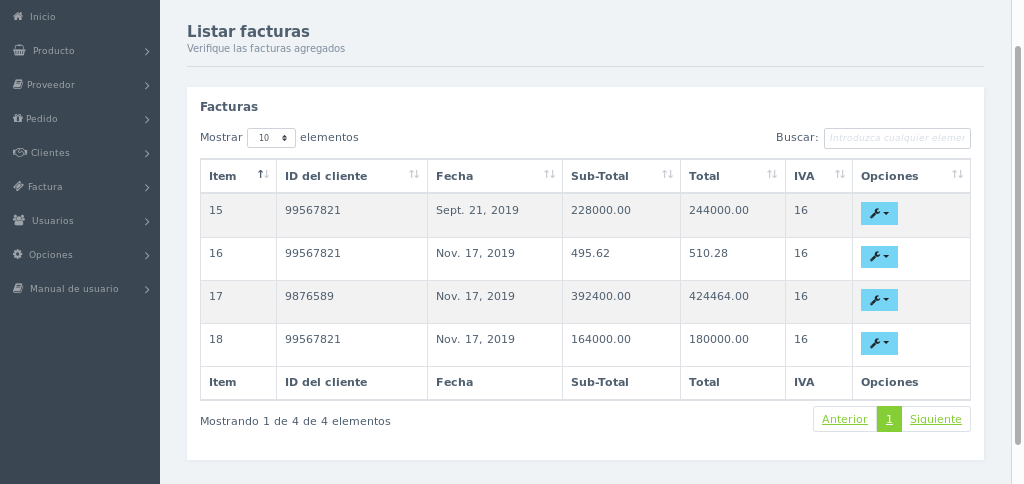 Inicio
Producto
Proveedor
Pedido
Clientes
Factura
Usuarios
Opciones
Manual de usuario
Listar facturas
Verifique las facturas agregados
Facturas
Mostrar 10 elementos
Buscar: Introduzca cualquier elemer
Item ID del cliente Fecha Sub-Total Total IVA Opciones
15 99567821 Sept. 21, 2019 228000.00 244000.00 16
16 99567821 Nov. 17, 2019 495.62 510.28 16
17 9876589 Nov. 17, 2019 392400.00 424464.00 16
18 99567821 Nov. 17, 2019 164000.00 180000.00 16
Item ID del cliente Fecha Sub-Total Total IVA Opciones
Mostrando 1 de 4 de 4 elementos
Anterior 1 Siguiente